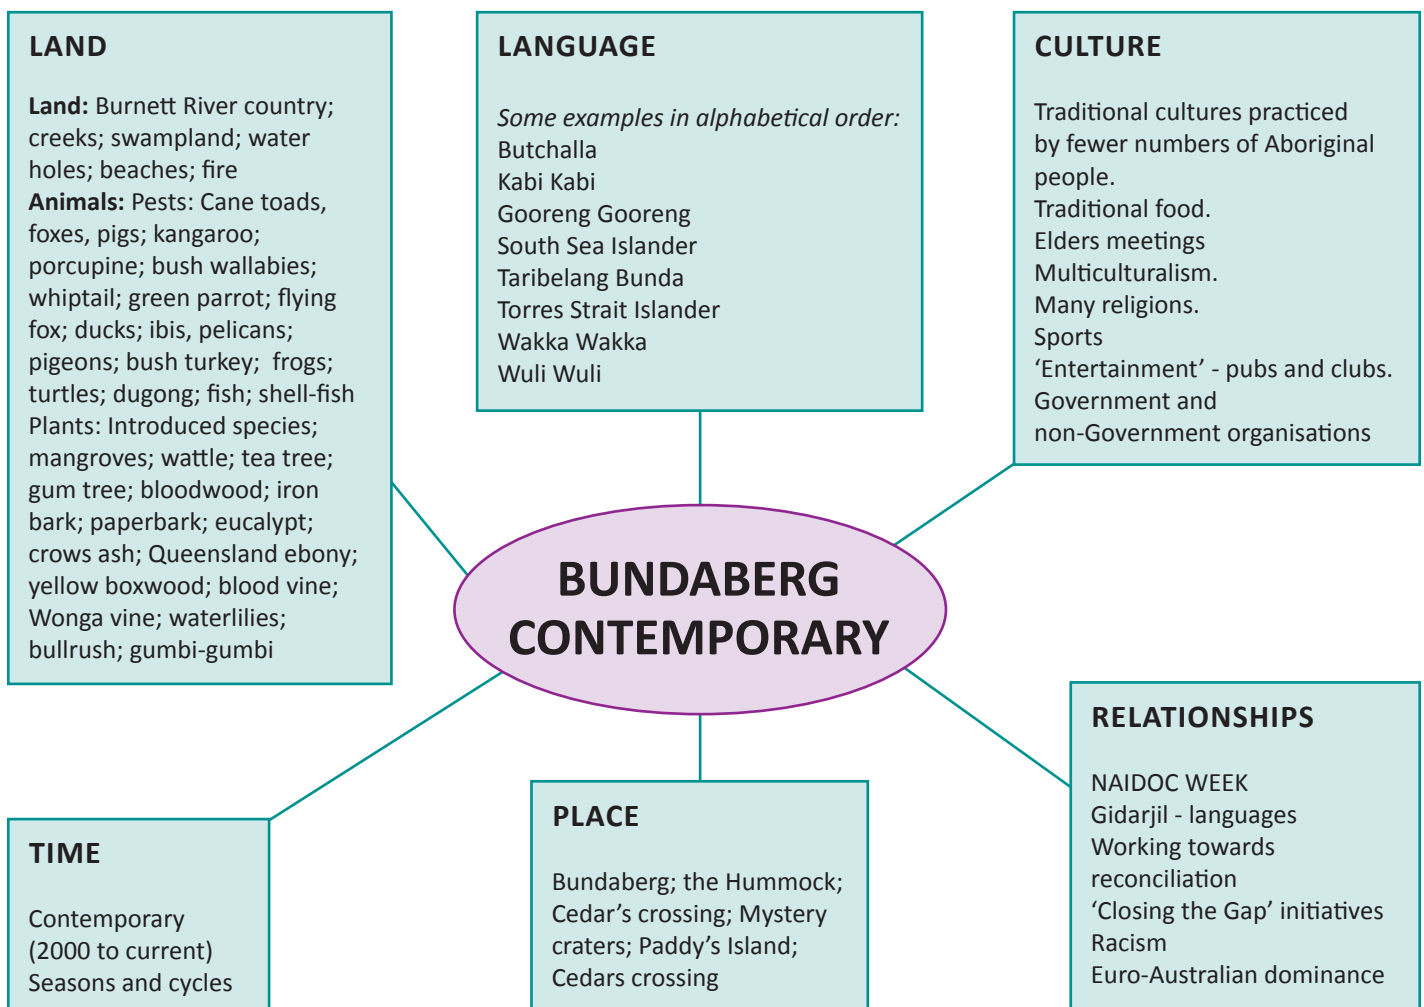 LAND
Land: Burnett River country;
creeks; swampland; water
holes; beaches; fire
Animals: Pests: Cane toads,
foxes, pigs; kangaroo;
porcupine; bush wallabies;
whiptail; green parrot; flying
fox; ducks; ibis, pelicans;
pigeons; bush turkey;  frogs;
turtles; dugong; fish; shell-fish
Plants: Introduced species;
mangroves; wattle; tea tree;
gum tree; bloodwood; iron
bark; paperbark; eucalypt;
crows ash; Queensland ebony;
yellow boxwood; blood vine;
Wonga vine; waterlilies;
bullrush; gumbi-gumbi
LANGUAGE
Some examples in alphabetical order:
Butchalla
Kabi Kabi
Gooreng Gooreng
South Sea Islander
Taribelang Bunda
Torres Strait Islander
Wakka Wakka
Wuli Wuli
CULTURE
Traditional cultures practiced
by fewer numbers of Aboriginal
people.
Traditional food.
Elders meetings
Multiculturalism.
Many religions.
Sports
‘Entertainment’ - pubs and clubs.
Government and
non-Government organisations
BUNDABERG
CONTEMPORARY
TIME
Contemporary
(2000 to current)
Seasons and cycles
PLACE
Bundaberg; the Hummock;
Cedar’s crossing; Mystery
craters; Paddy’s Island;
Cedars crossing
RELATIONSHIPS
NAIDOC WEEK
Gidarjil - languages
Working towards
reconciliation
‘Closing the Gap’ initiatives
Racism
Euro-Australian dominance